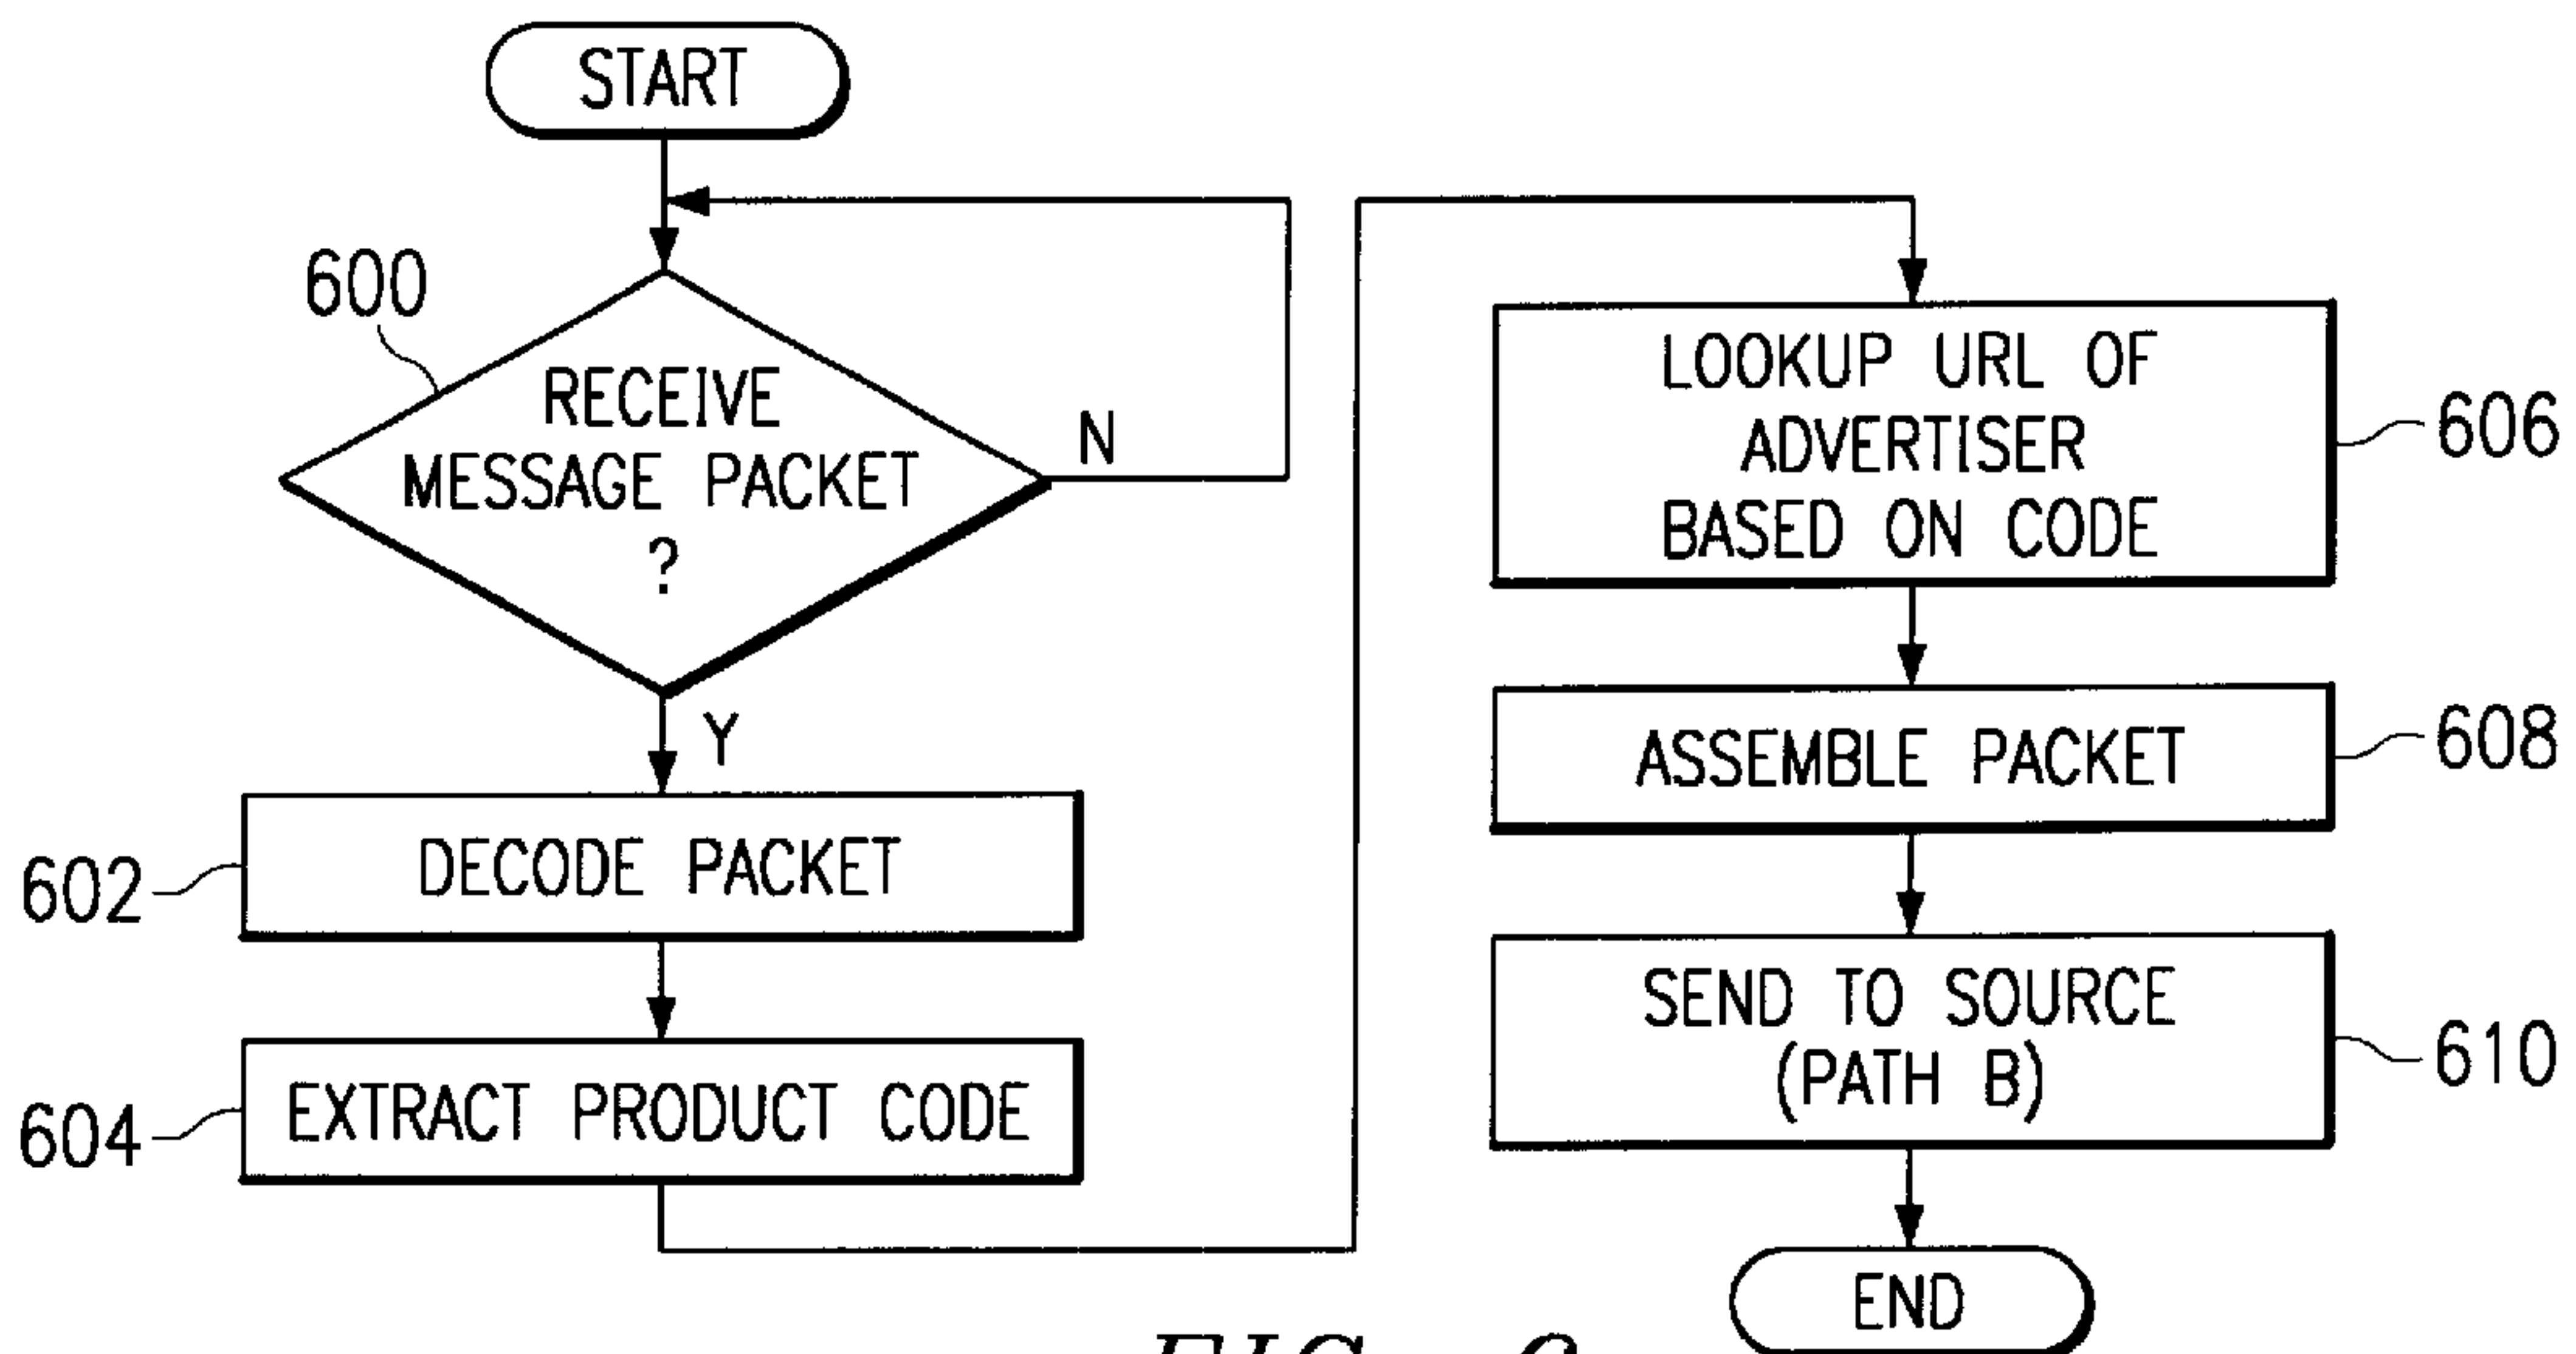 START
600
RECEIVE
MESSAGE PACKET
?
N
Y
602
DECODE PACKET
604
EXTRACT PRODUCT CODE
LOOKUP URL OF
ADVERTISER
BASED ON CODE
606
ASSEMBLE PACKET
608
SEND TO SOURCE
(PATH B)
610
END